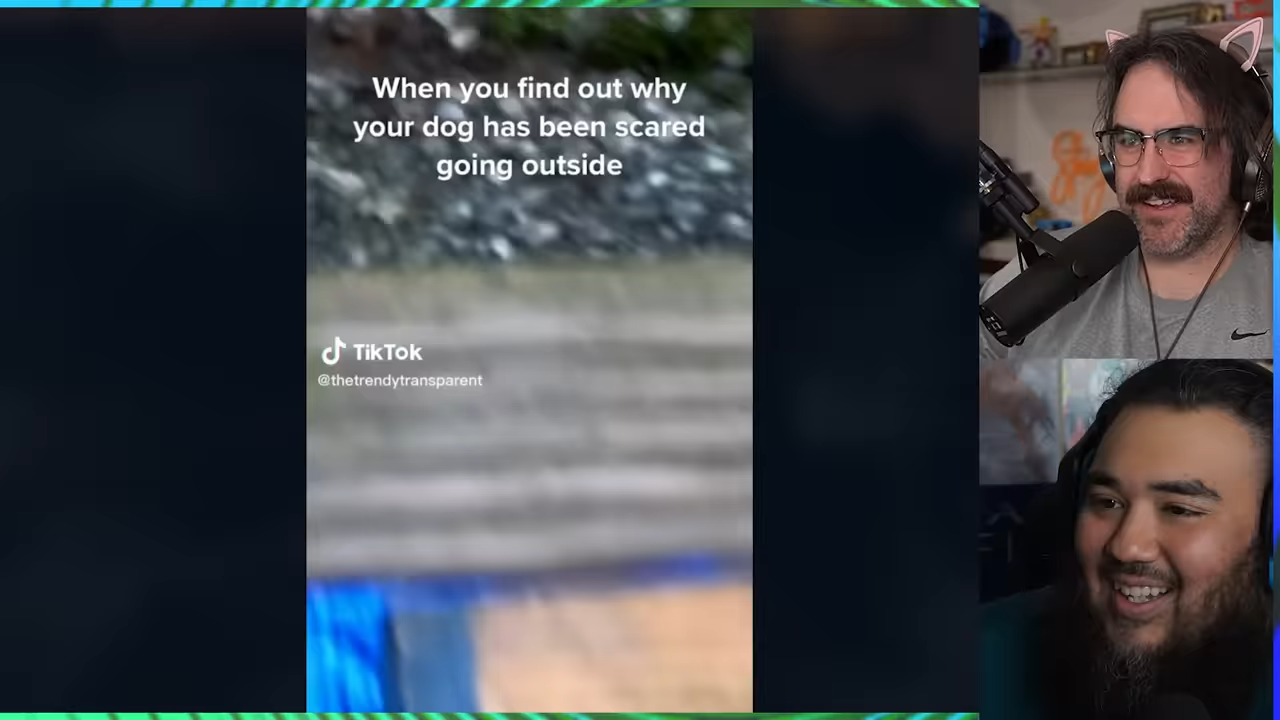 When you find out why
your dog has been scared
going outside
TikTok
@thetrendytransparent